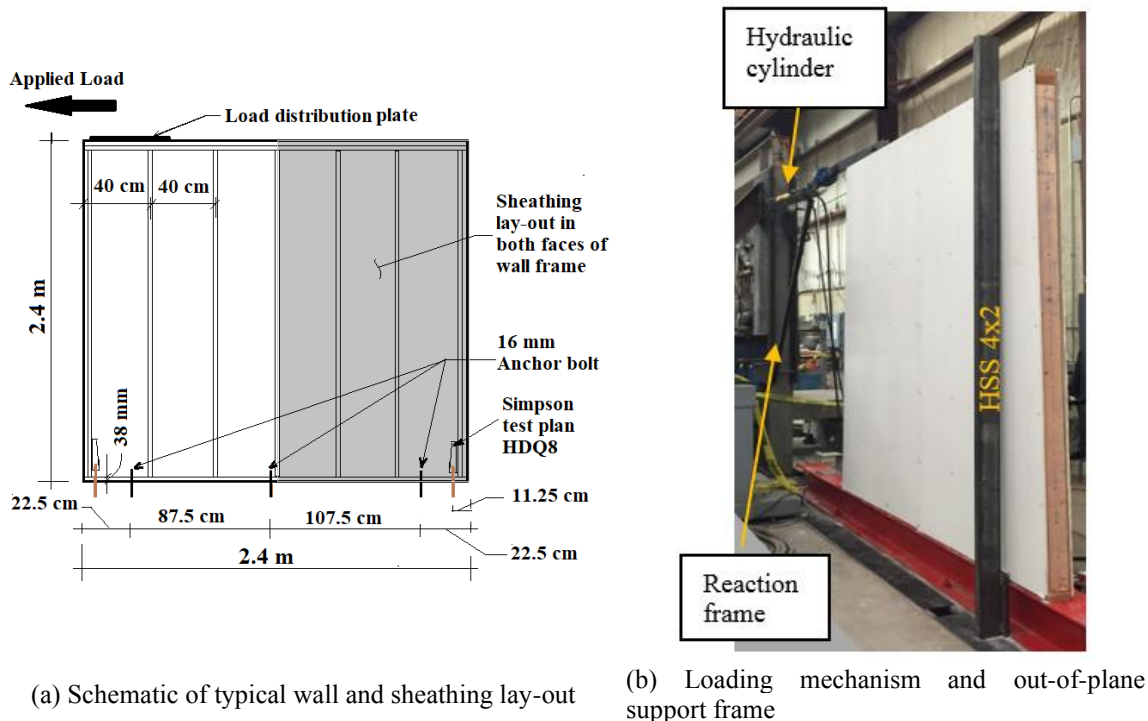 Applied Load
Load distribution plate
40 cm
40 cm
2.4 m
38 mm
Sheathing
lay-out in
both faces of
wall frame
16 mm
Anchor bolt
Simpson
test plan
HDQ8
22.5 cm
87.5 cm
107.5 cm
11.25 cm
22.5 cm
2.4 m
(a) Schematic of typical wall and sheathing lay-out
Hydraulic
cylinder
HSS 4x2
Reaction
frame
(b) Loading mechanism and out-of-plane
support frame